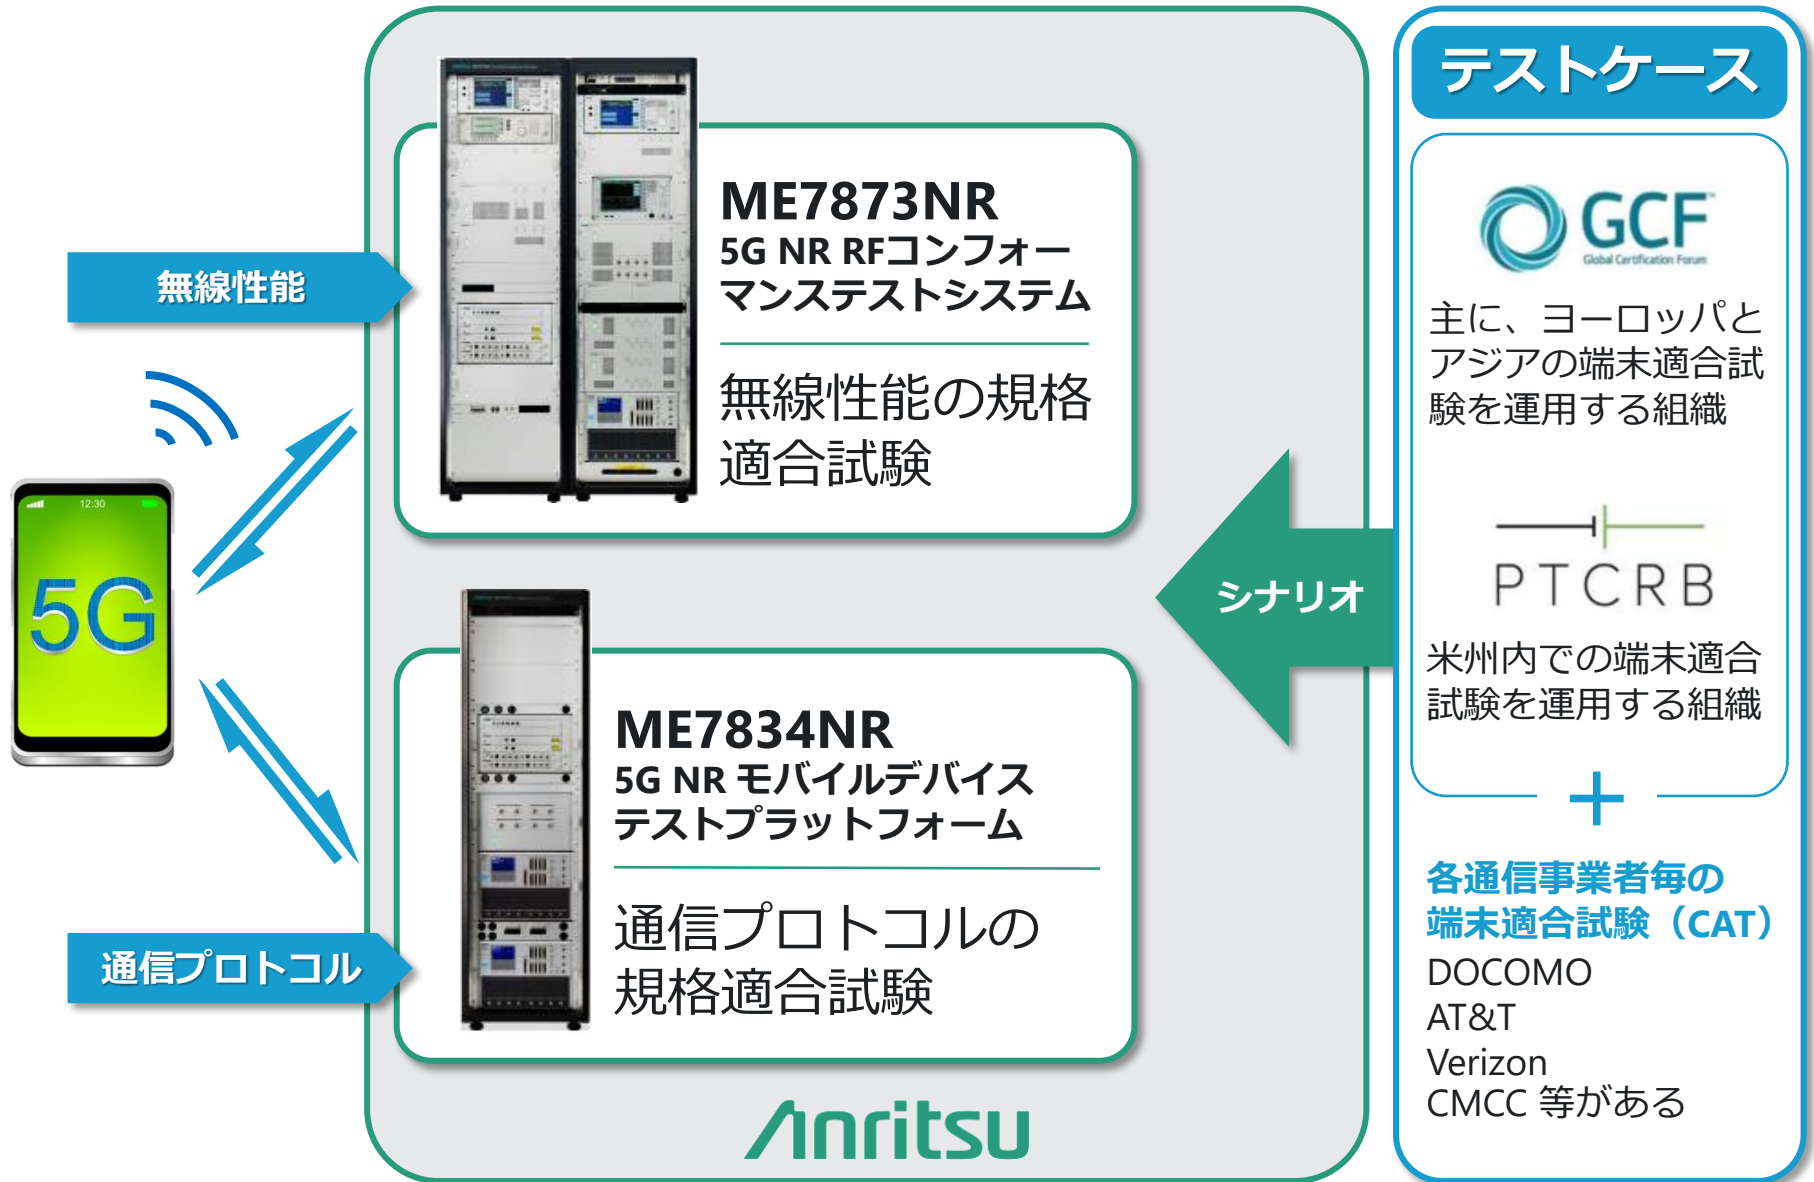 無線性能
12:30
5G
通信プロトコル
ME7873NR
5G NR RFコンフォー
マンステストシステム
無線性能の規格
適合試験
ME7834NR
5G NR モバイルデバイス
テストプラットフォーム
通信プロトコルの
規格適合試験
Anritsu
シナリオ
テストケース
GCF™
Global Certification Forum
主に、ヨーロッパと
アジアの端末適合試
験を運用する組織
PTCRB
米州内での端末適合
試験を運用する組織
+
各通信事業者毎の
端末適合試験（CAT）
DOCOMO
AT&T
Verizon
CMCC 等がある